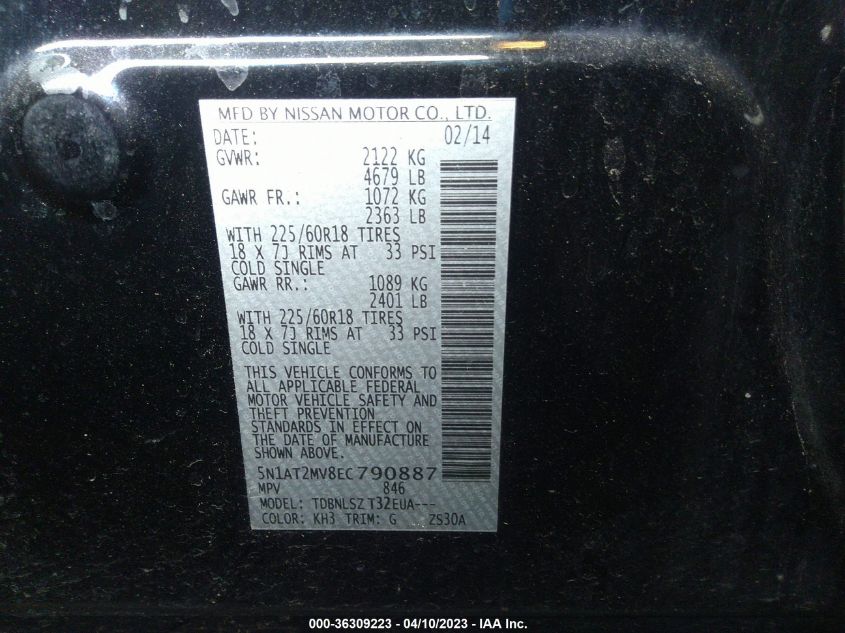 MFD BY NISSAN MOTOR CO., LTD.
DATE: 02/14
GVWR: 2122 KG
4679 LB
GAWR FR.: 1072 KG
2363 LB
WITH 225/60R18 TIRES
18 X 7J RIMS AT 33 PSI
COLD SINGLE
GAWR RR.: 1089 KG
2401 LB
WITH 225/60R18 TIRES
18 X 7J RIMS AT 33 PSI
COLD SINGLE
THIS VEHICLE CONFORMS TO
ALL APPLICABLE FEDERAL
MOTOR VEHICLE SAFETY AND
THEFT PREVENTION
STANDARDS IN EFFECT ON
THE DATE OF MANUFACTURE
SHOWN ABOVE.
5N1AT2MV8EC790887
MPV 846
MODEL: TDBNLSZ T32EUA---
COLOR: KH3 TRIM: G ZS30A
000-36309223 - 04/10/2023 - IAA Inc.